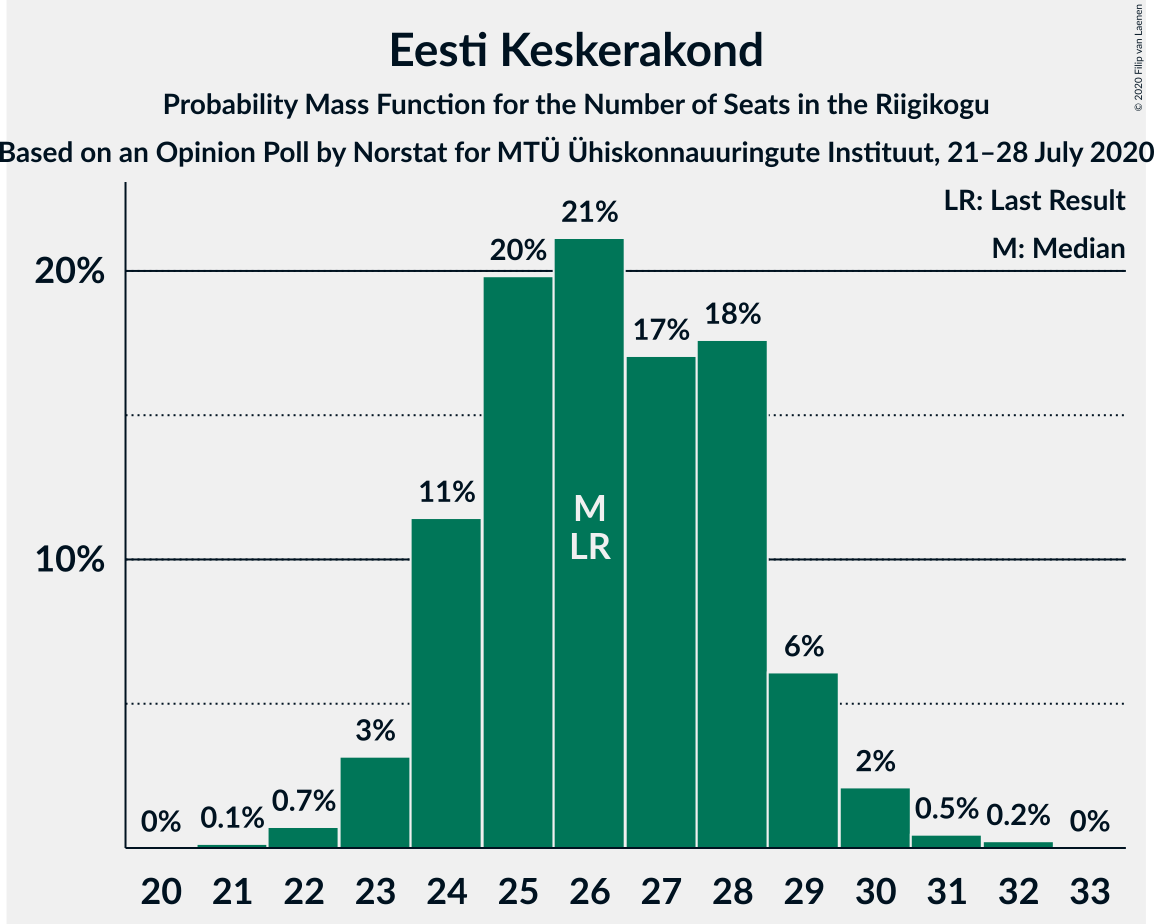 © 2020 Filip van Laenen
Eesti Keskerakond
Probability Mass Function for the Number of Seats in the Riigikogu
Based on an Opinion Poll by Norstat for MTÜ Ühiskonnauuringute Instituut, 21–28 July 2020
LR: Last Result
M: Median
20%
10%
0% 0.1% 0.7% 3% 11% 20% 21% 17% 18% 6% 2% 0.5% 0.2% 0%
M
LR
20 21 22 23 24 25 26 27 28 29 30 31 32 33